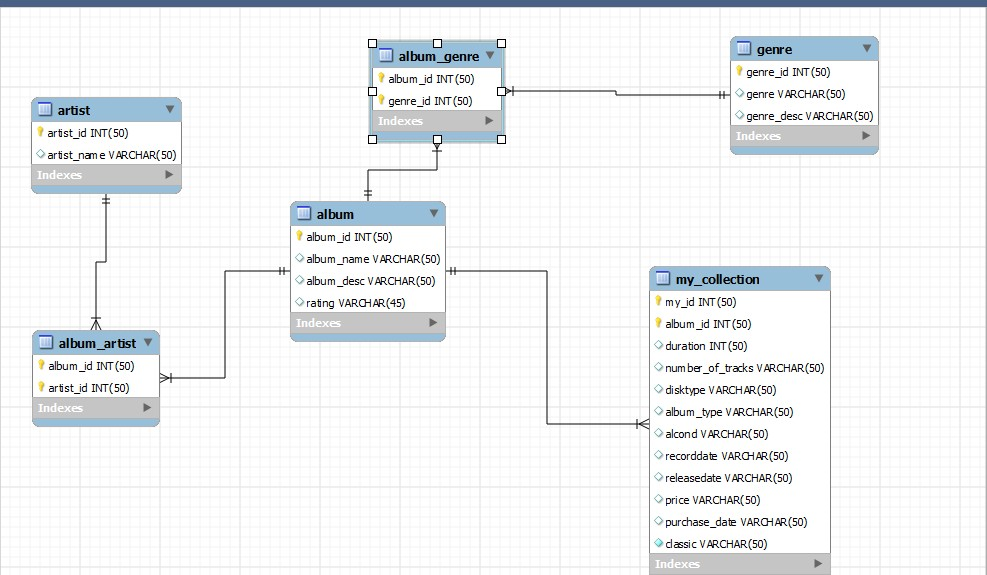 album_genre
album_id INT(50)
genre_id INT(50)
Indexes
genre
genre_id INT(50)
genre VARCHAR(50)
genre_desc VARCHAR(50)
Indexes
artist
artist_id INT(50)
artist_name VARCHAR(50)
Indexes
album
album_id INT(50)
album_name VARCHAR(50)
album_desc VARCHAR(50)
rating VARCHAR(45)
Indexes
album_artist
album_id INT(50)
artist_id INT(50)
Indexes
my_collection
my_id INT(50)
album_id INT(50)
duration INT(50)
number_of_tracks VARCHAR(50)
disktype VARCHAR(50)
album_type VARCHAR(50)
alcond VARCHAR(50)
recorddate VARCHAR(50)
releasedate VARCHAR(50)
price VARCHAR(50)
purchase_date VARCHAR(50)
classic VARCHAR(50)
Indexes